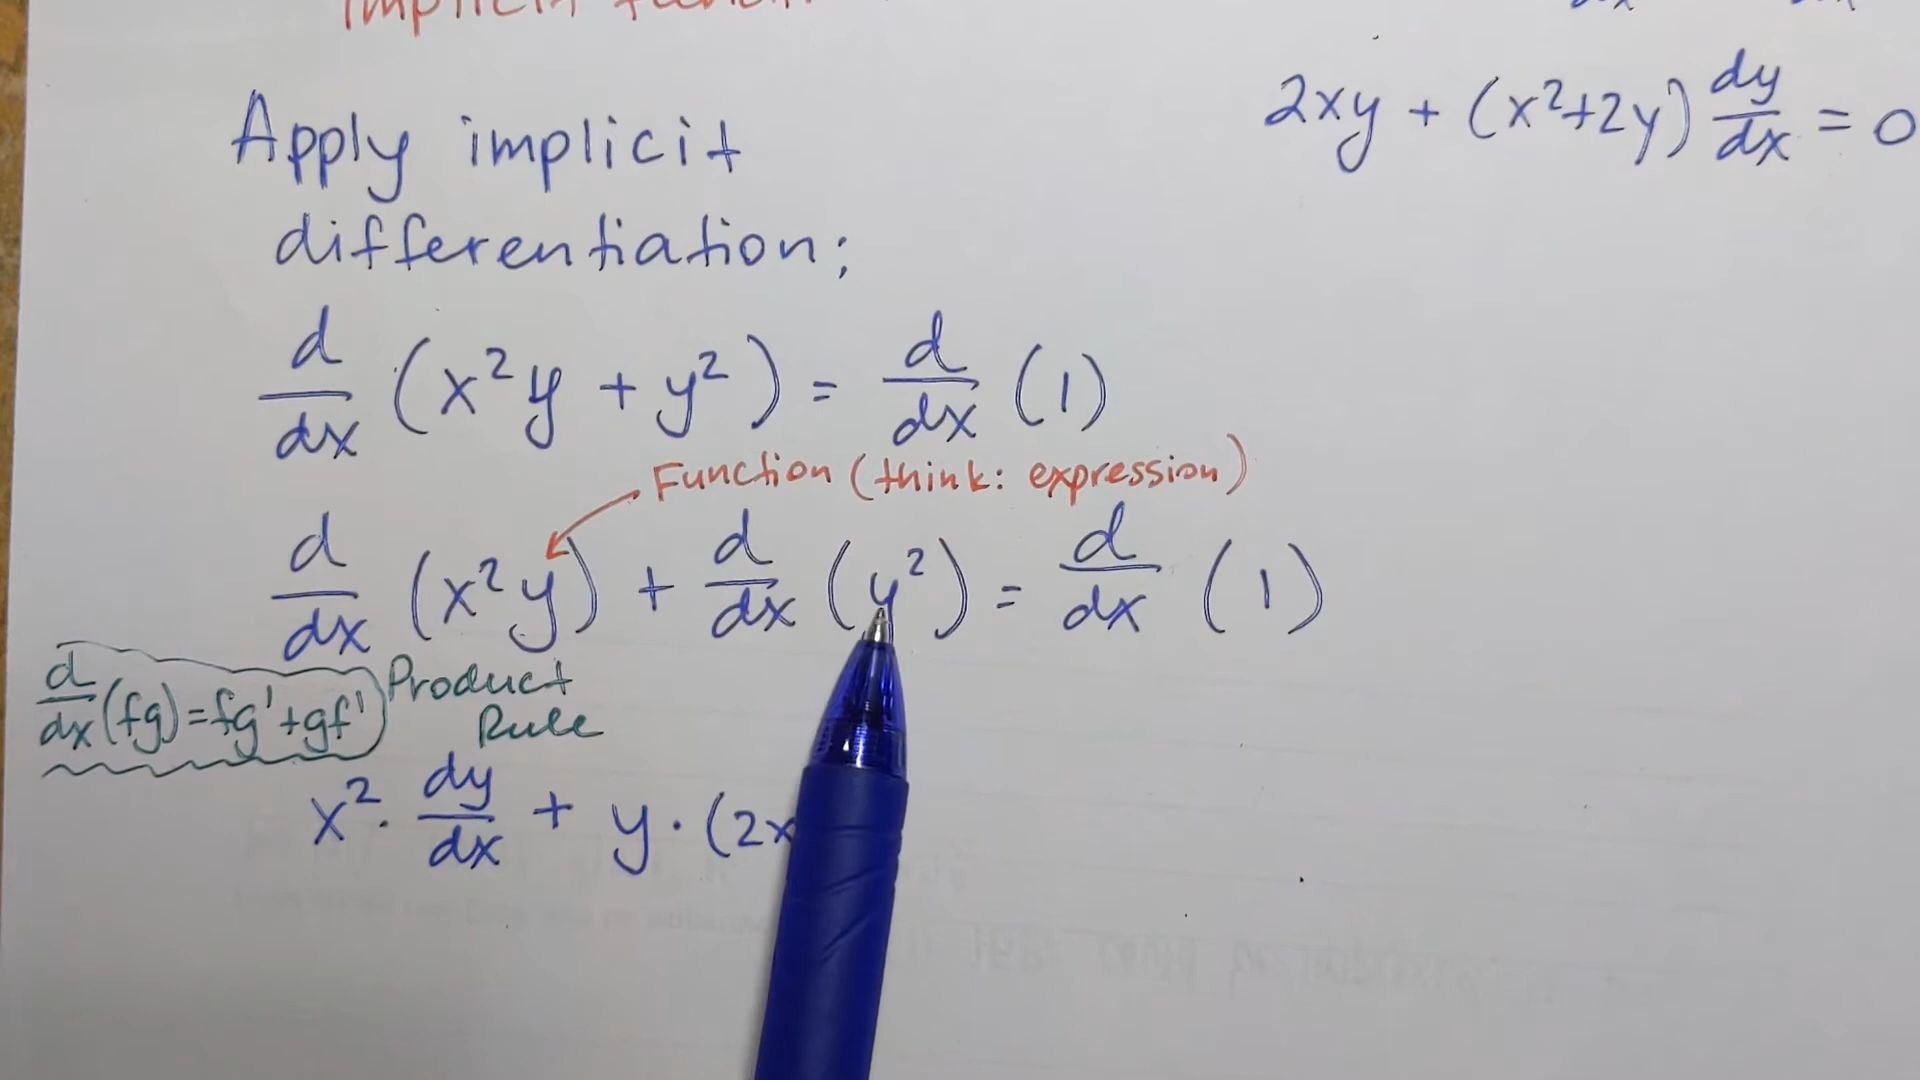 implicit
2xy + (x²+2y) dy/dx = 0
Apply implicit
differentiation:
d/dx (x²y + y²) = d/dx (1)
Function (think: expression)
d/dx (x²y) + d/dx (y²) = d/dx (1)
d/dx (fg) = fg' + gf'
Product
Rule
x² · dy/dx + y · (2x